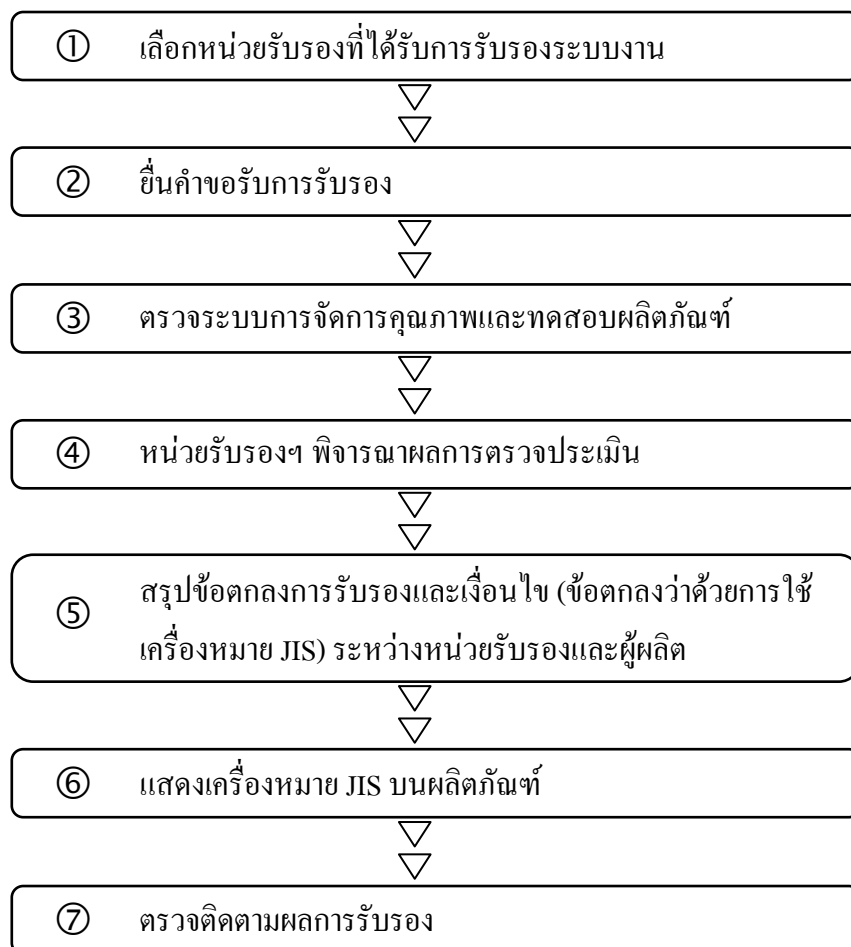 ① เลือกหน่วยรับรองที่ได้รับการรับรองระบบงาน
② ยื่นคำขอรับการรับรอง
③ ตรวจระบบการจัดการคุณภาพและทดสอบผลิตภัณฑ์
④ หน่วยรับรองฯ พิจารณาผลการตรวจประเมิน
⑤ สรุปข้อตกลงการรับรองและเงื่อนไข (ข้อตกลงว่าด้วยการใช้
เครื่องหมาย JIS) ระหว่างหน่วยรับรองและผู้ผลิต
⑥ แสดงเครื่องหมาย JIS บนผลิตภัณฑ์
⑦ ตรวจติดตามผลการรับรอง